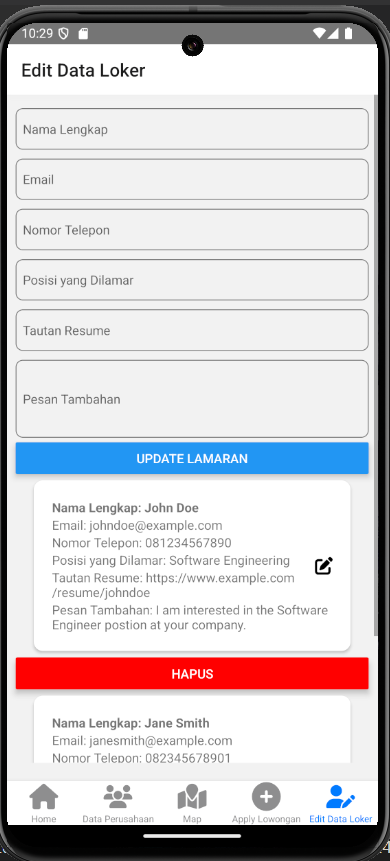 10:29
Edit Data Loker
Nama Lengkap
Email
Nomor Telepon
Posisi yang Dilamar
Tautan Resume
Pesan Tambahan
UPDATE LAMARAN
Nama Lengkap: John Doe
Email: johndoe@example.com
Nomor Telepon: 081234567890
Posisi yang Dilamar: Software Engineering
Tautan Resume: https://www.example.com
/resume/johndoe
Pesan Tambahan: I am interested in the Software
Engineer postion at your company.
HAPUS
Nama Lengkap: Jane Smith
Email: janesmith@example.com
Nomor Telepon: 082345678901
Home
Data Perusahaan
Map
Apply Lowongan
Edit Data Loker